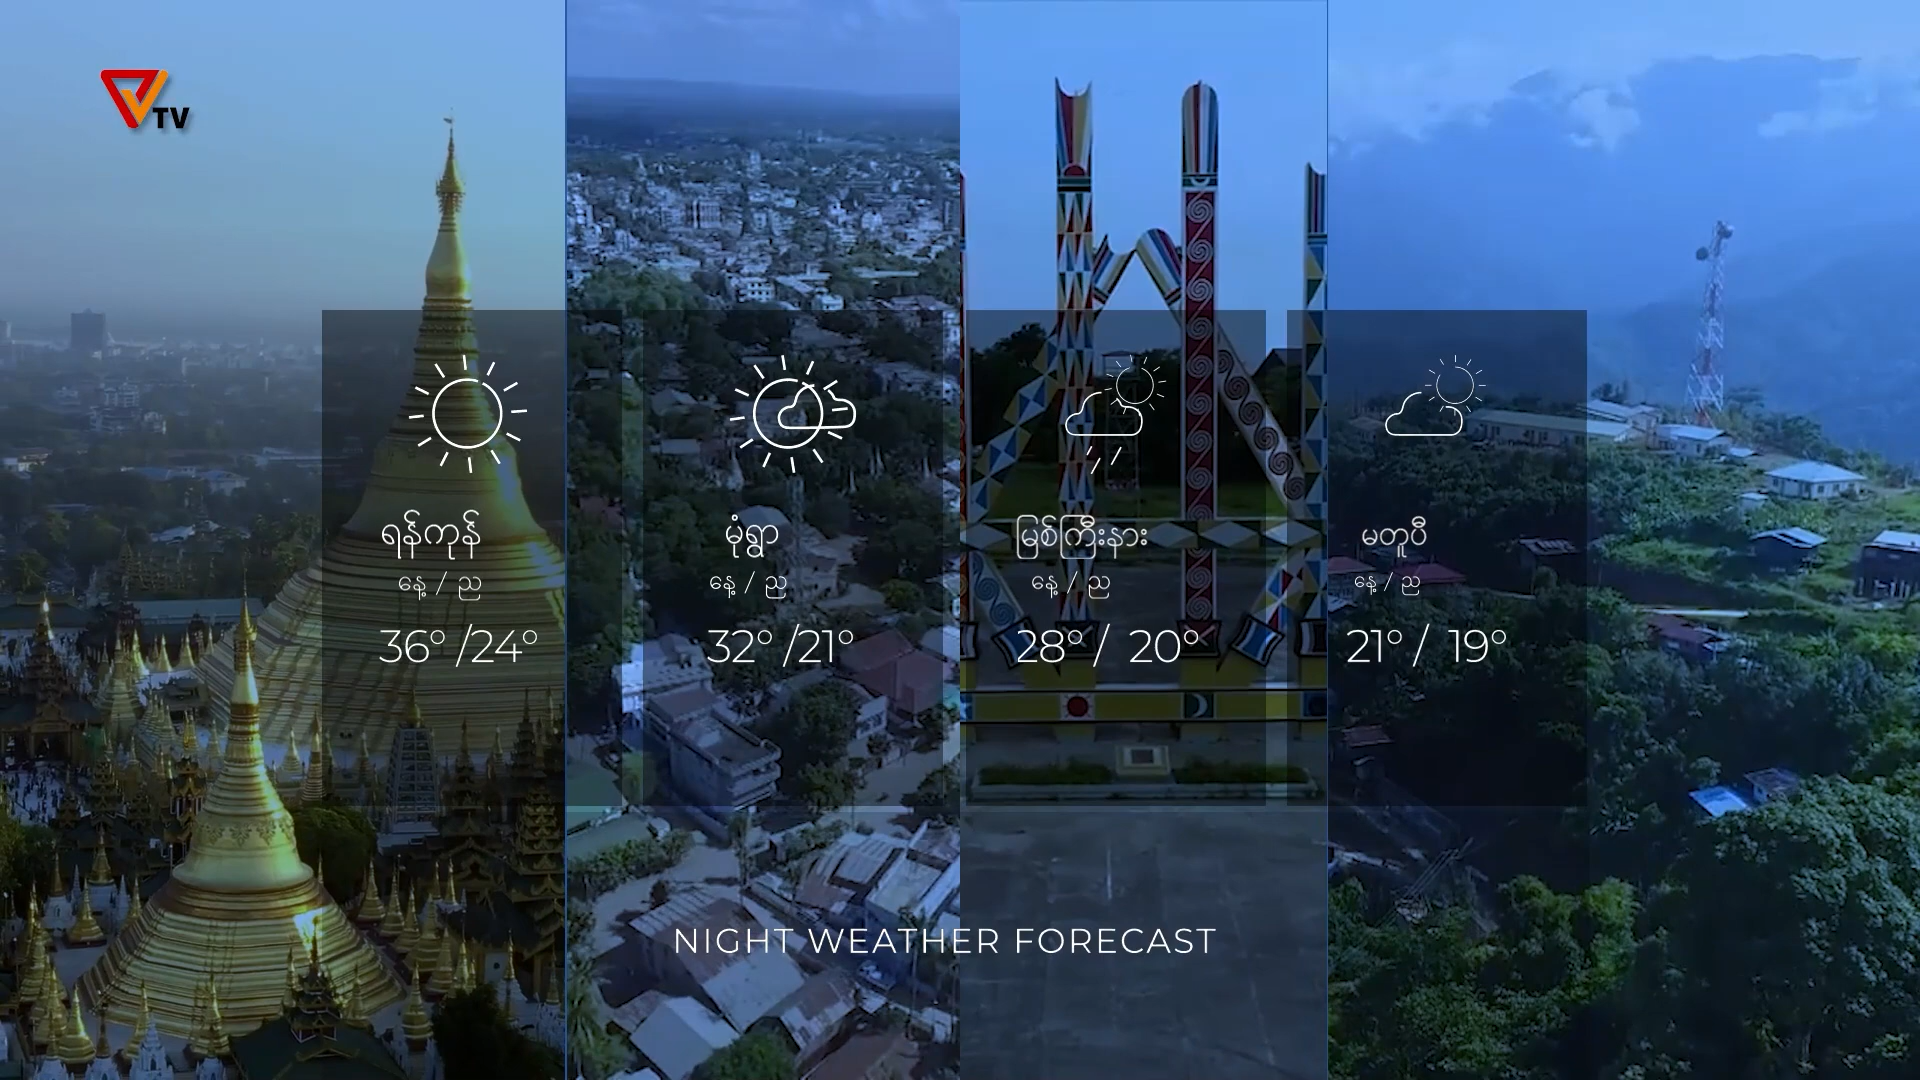 TV
ရန်ကုန်
နေ့ / ည
36° /24°
မုံရွာ
နေ့ / ည
32° /21°
မြစ်ကြီးနား
နေ့ / ည
28° / 20°
မတူပီ
နေ့ / ည
21° / 19°
NIGHT WEATHER FORECAST